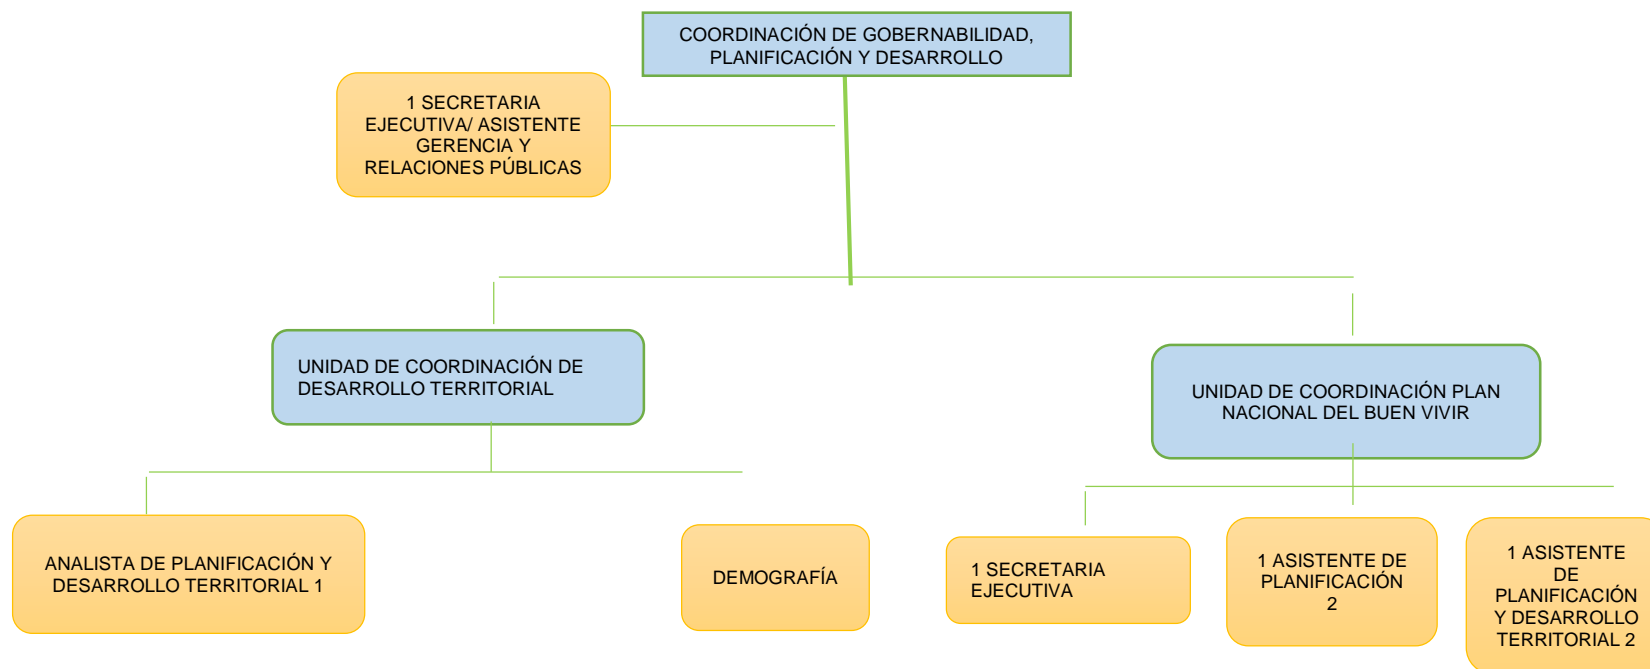 COORDINACIÓN DE GOBERNABILIDAD,
PLANIFICACIÓN Y DESARROLLO
1 SECRETARIA
EJECUTIVA/ ASISTENTE
GERENCIA Y
RELACIONES PÚBLICAS
UNIDAD DE COORDINACIÓN DE
DESARROLLO TERRITORIAL
UNIDAD DE COORDINACIÓN PLAN
NACIONAL DEL BUEN VIVIR
ANALISTA DE PLANIFICACIÓN Y
DESARROLLO TERRITORIAL 1
DEMOGRAFÍA
1 SECRETARIA
EJECUTIVA
1 ASISTENTE DE
PLANIFICACIÓN
2
1 ASISTENTE
DE
PLANIFICACIÓN
Y DESARROLLO
TERRITORIAL 2